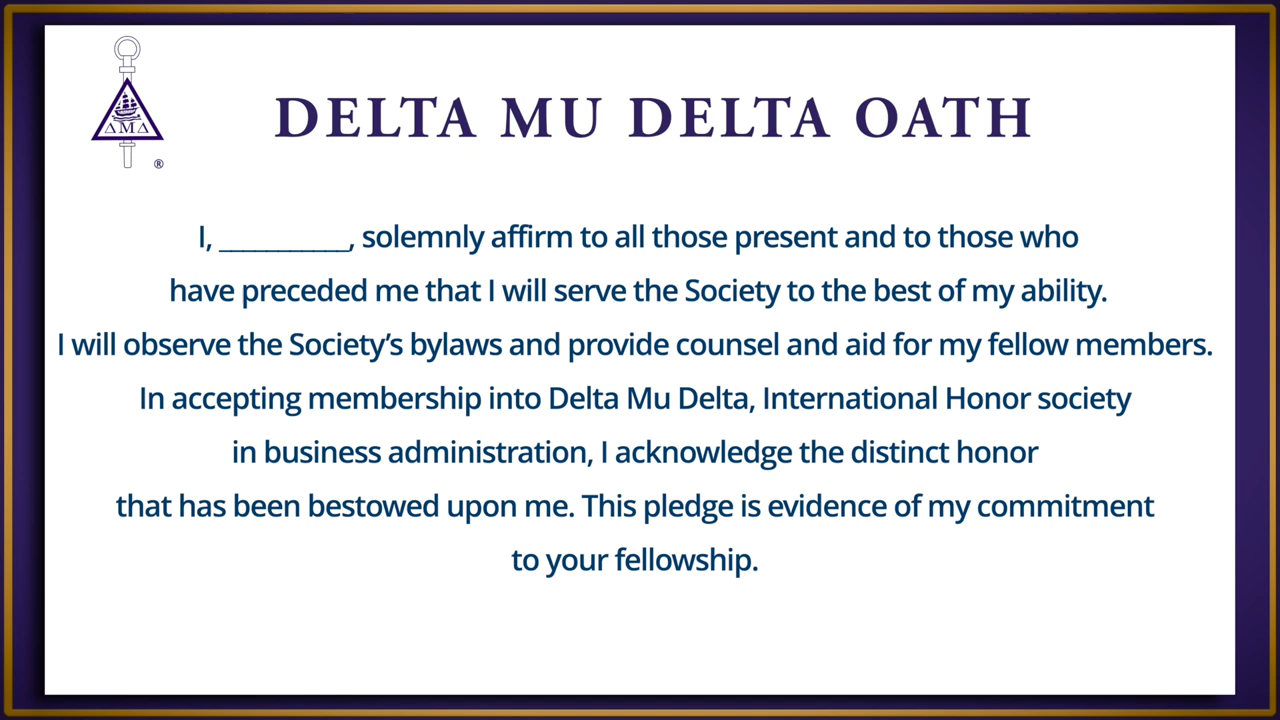 DELTA MU DELTA OATH
ΔΜΔ
®
I, ___________, solemnly affirm to all those present and to those who
have preceded me that I will serve the Society to the best of my ability.
I will observe the Society’s bylaws and provide counsel and aid for my fellow members.
In accepting membership into Delta Mu Delta, International Honor society
in business administration, I acknowledge the distinct honor
that has been bestowed upon me. This pledge is evidence of my commitment
to your fellowship.